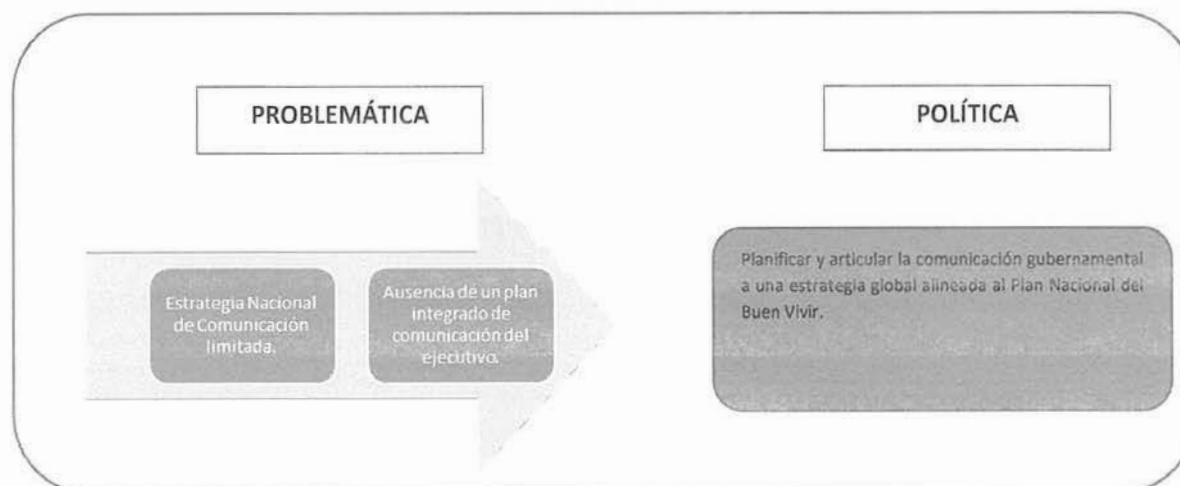 PROBLEMÁTICA
POLÍTICA
Estrategia Nacional
de Comunicación
limitada.
Ausencia de un plan
integrado de
comunicación del
ejecutivo.
Planificar y articular la comunicación gubernamental
a una estrategia global alineada al Plan Nacional del
Buen Vivir.